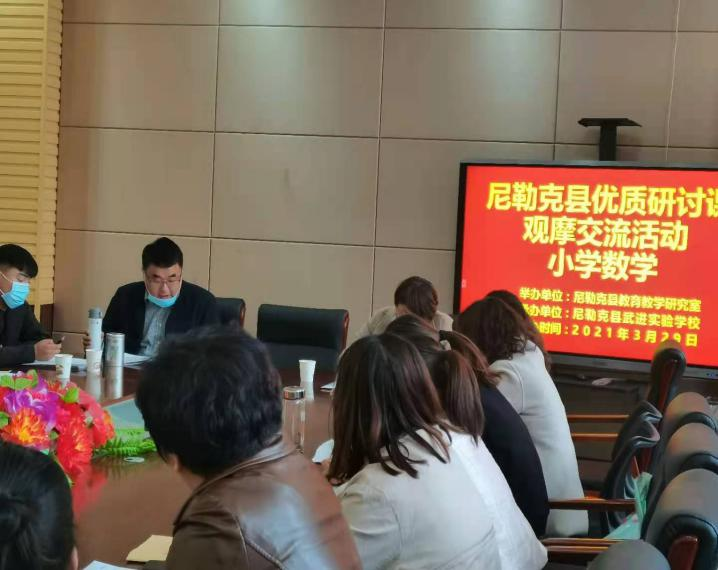 尼勒克县优质研讨课
观摩交流活动
小学数学
举办单位：尼勒克县教育教学研究室
办单位：尼勒克县武进实验学校
办时间：2021年3月29日